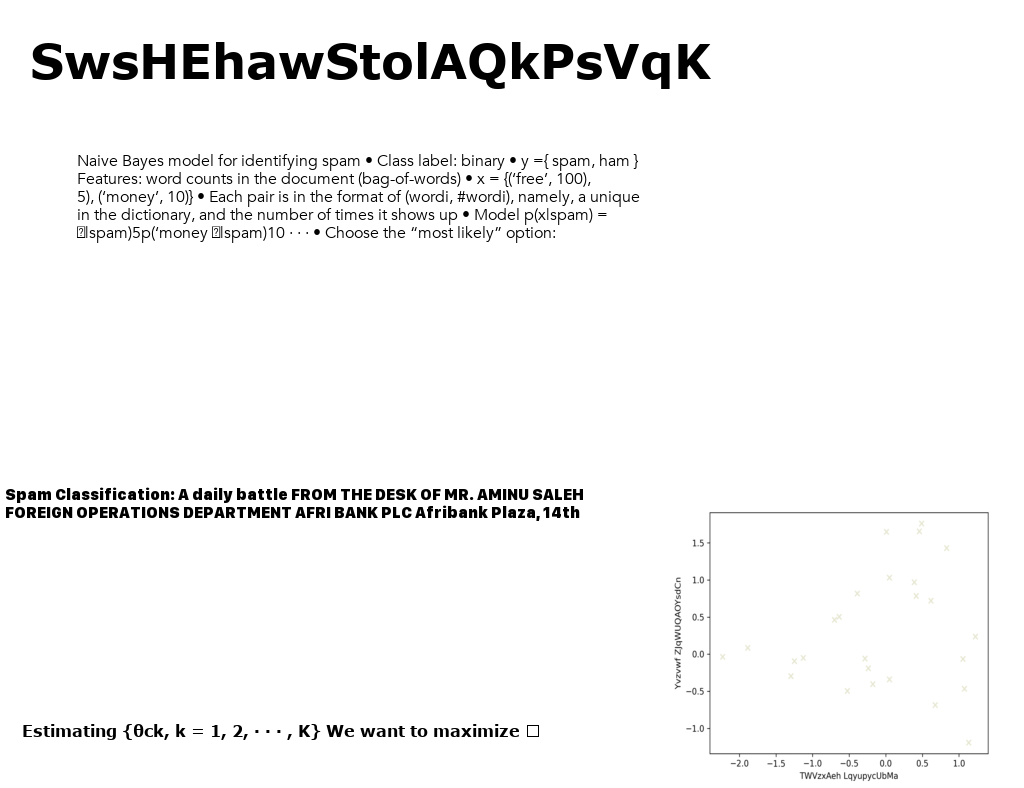 SwsHEhawStolAQkPsVqK
Naive Bayes model for identifying spam • Class label: binary • y ={ spam, ham }
Features: word counts in the document (bag-of-words) • x = {(‘free’, 100),
5), (‘money’, 10)} • Each pair is in the format of (wordi, #wordi), namely, a unique
in the dictionary, and the number of times it shows up • Model p(x|spam) =
|spam)5p(‘money |spam)10 · · · • Choose the “most likely” option:
Spam Classification: A daily battle FROM THE DESK OF MR. AMINU SALEH
FOREIGN OPERATIONS DEPARTMENT AFRI BANK PLC Afribank Plaza, 14th
Estimating {θck, k = 1, 2, · · · , K} We want to maximize
Yvzvwf ZJqWUQAOYsdCn
1.5
1.0
0.5
0.0
−0.5
−1.0
−2.0 −1.5 −1.0 −0.5 0.0 0.5 1.0
TWVzxAeh LqyupycUbMa